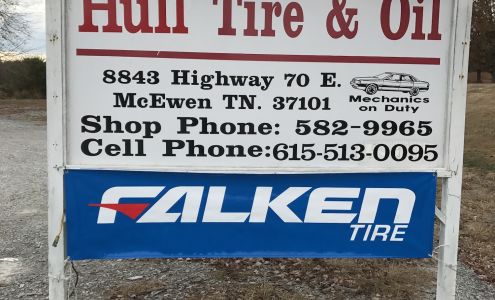 Hull Tire & Oil
8843 Highway 70 E.
McEwen TN. 37101
Mechanics
on Duty
Shop Phone: 582-9965
Cell Phone:615-513-0095
FALKEN
TIRE